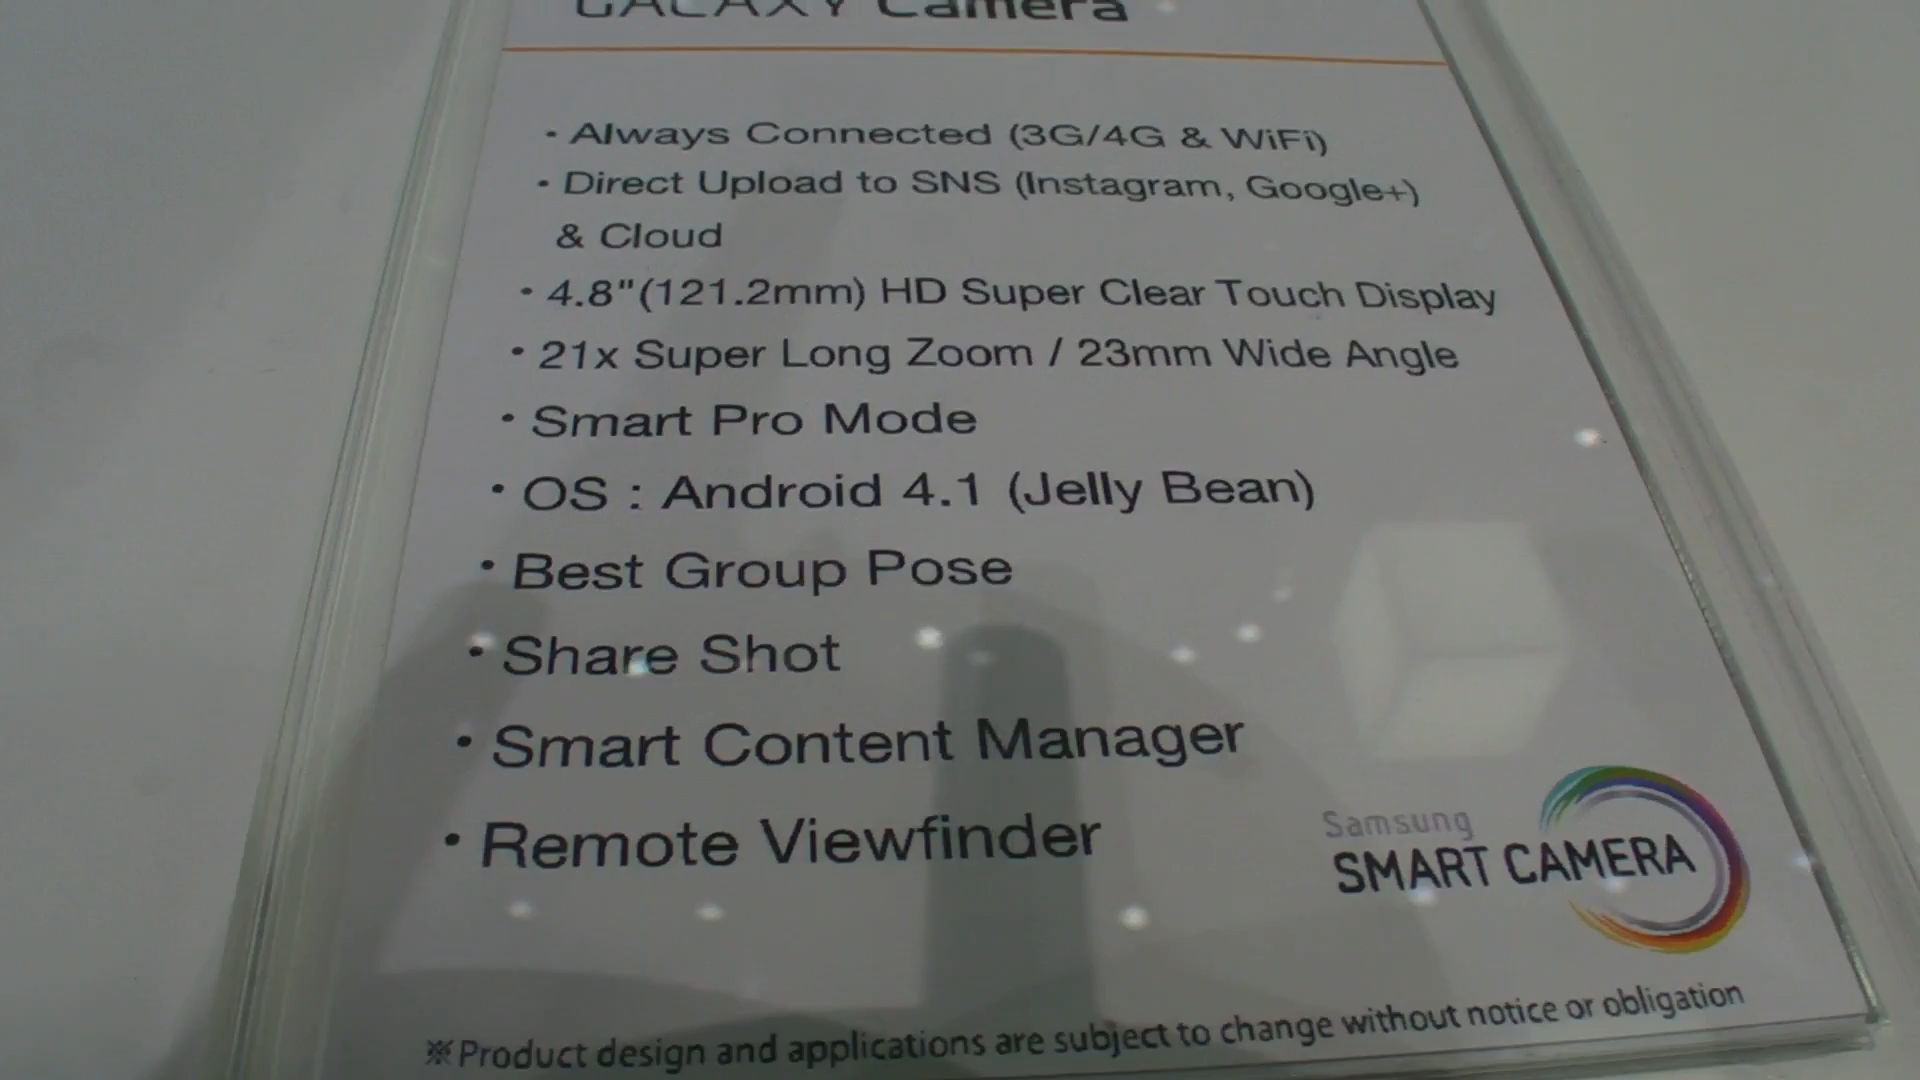 GALAXY Camera
• Always Connected (3G/4G & WiFi)
• Direct Upload to SNS (Instagram, Google+)
& Cloud
• 4.8"(121.2mm) HD Super Clear Touch Display
• 21x Super Long Zoom / 23mm Wide Angle
• Smart Pro Mode
• OS : Android 4.1 (Jelly Bean)
• Best Group Pose
• Share Shot
• Smart Content Manager
• Remote Viewfinder
Samsung
SMART CAMERA
※Product design and applications are subject to change without notice or obligation